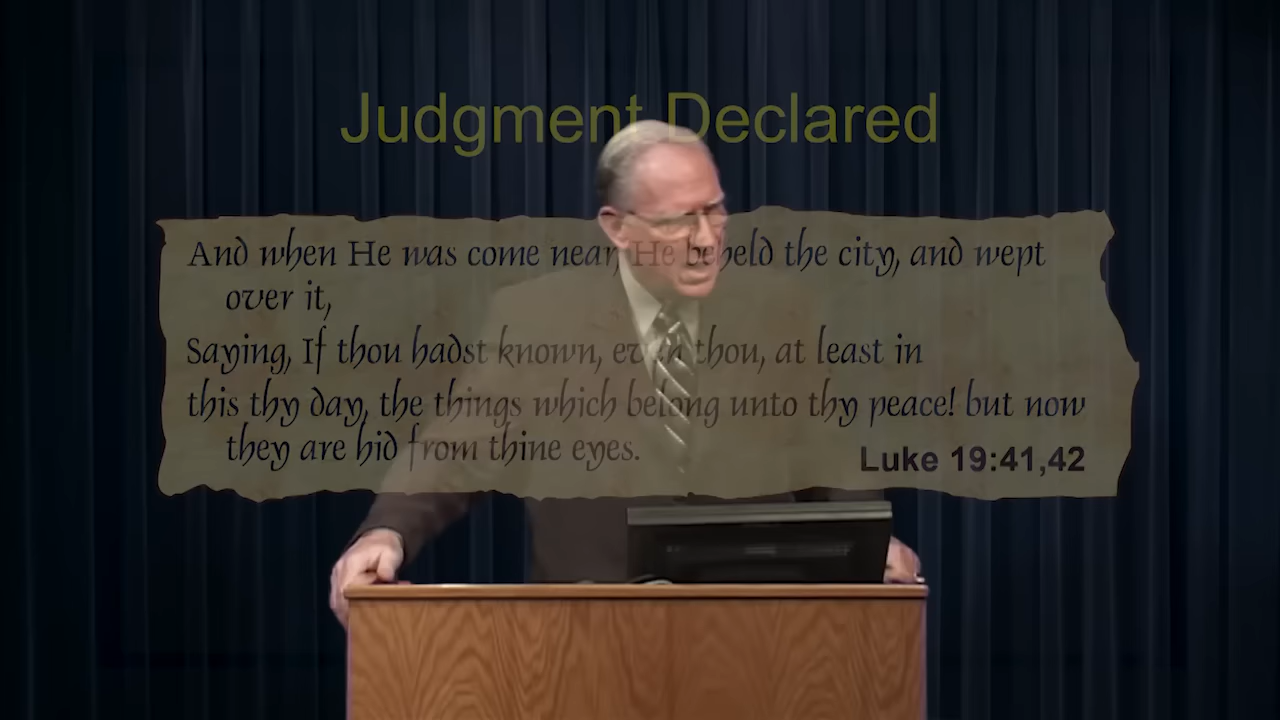 Judgment Declared
And when He was come near, He beheld the city, and wept
over it,
Saying, If thou hadst known, even thou, at least in
this thy day, the things which belong unto thy peace! but now
they are hid from thine eyes.
Luke 19:41,42